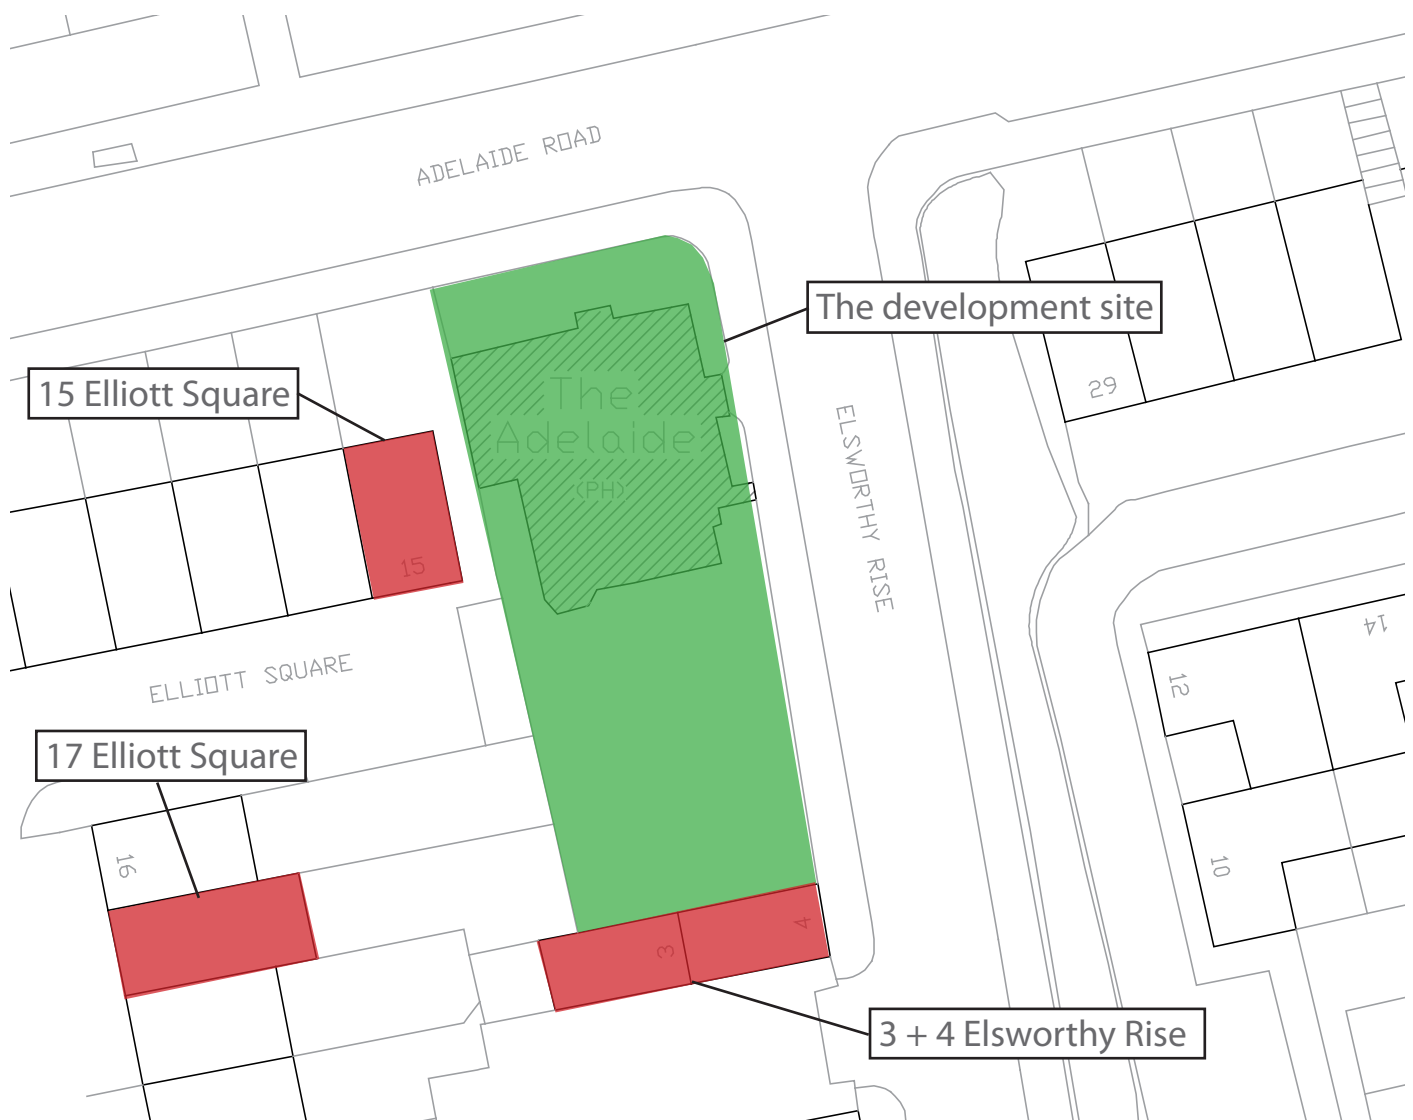 ADELAIDE ROAD
The development site
15 Elliott Square
29
The
Adelaide
(PH)
ELSWORTHY RISE
15
14
ELLIOTT SQUARE
12
17 Elliott Square
16
10
3
4
3 + 4 Elsworthy Rise